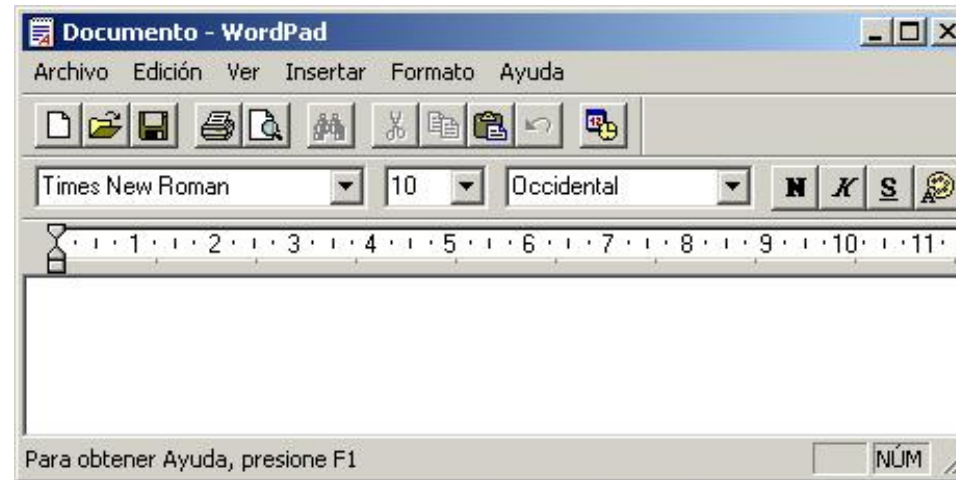 Documento - WordPad
Archivo Edición Ver Insertar Formato Ayuda
Times New Roman 10 Occidental N K S
1 2 3 4 5 6 7 8 9 10 11
Para obtener Ayuda, presione F1 NÚM